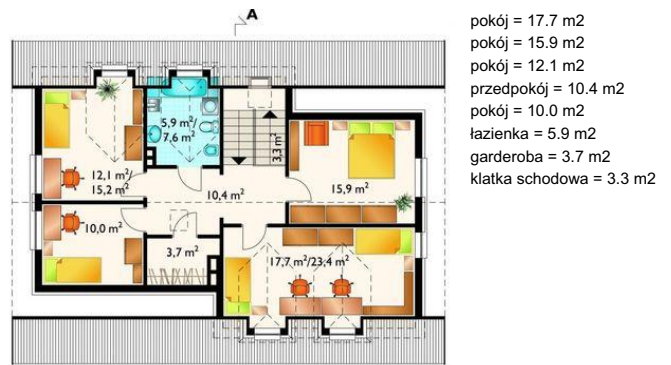 A
pokój = 17.7 m2
pokój = 15.9 m2
pokój = 12.1 m2
przedpokój = 10.4 m2
pokój = 10.0 m2
łazienka = 5.9 m2
garderoba = 3.7 m2
klatka schodowa = 3.3 m2
5,9 m²/
7,6 m²
3,3 m²
12,1 m²/
15,2 m²
10,4 m²
15,9 m²
10,0 m²
3,7 m²
17,7 m²/23,4 m²